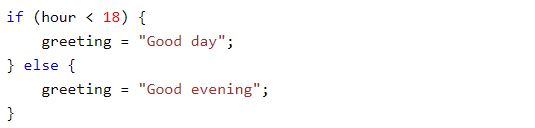 if (hour < 18) {
    greeting = "Good day";
} else {
    greeting = "Good evening";
}